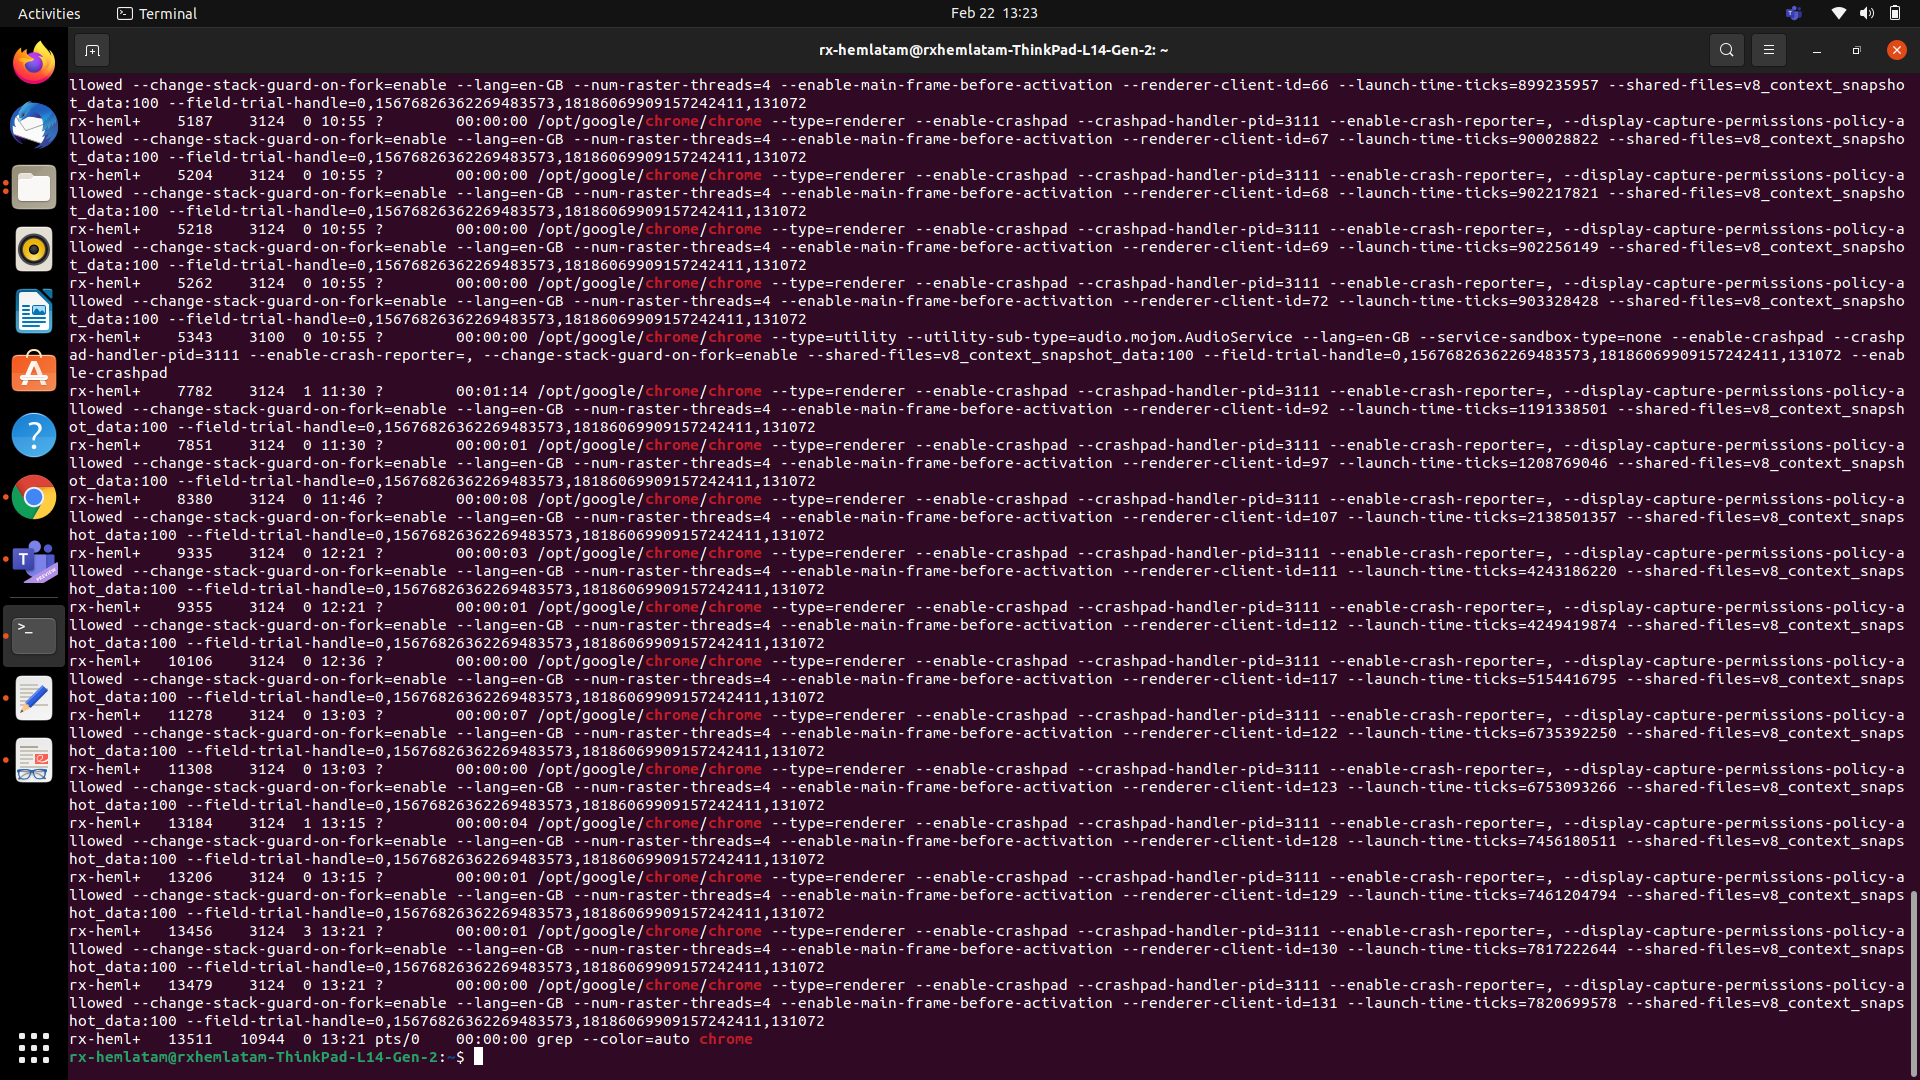 Activities
Terminal
Feb 22 13:23
rx-hemlatam@rxhemlatam-ThinkPad-L14-Gen-2: ~
llowed --change-stack-guard-on-fork=enable --lang=en-GB --num-raster-threads=4 --enable-main-frame-before-activation --renderer-client-id=66 --launch-time-ticks=899235957 --shared-files=v8_context_snapsho
t_data:100 --field-trial-handle=0,15676826362269483573,18186069909157242411,131072
rx-heml+    5187    3124  0 10:55 ?        00:00:00 /opt/google/chrome/chrome --type=renderer --enable-crashpad --crashpad-handler-pid=3111 --enable-crash-reporter=, --display-capture-permissions-policy-a
llowed --change-stack-guard-on-fork=enable --lang=en-GB --num-raster-threads=4 --enable-main-frame-before-activation --renderer-client-id=67 --launch-time-ticks=900028822 --shared-files=v8_context_snapsho
t_data:100 --field-trial-handle=0,15676826362269483573,18186069909157242411,131072
rx-heml+    5204    3124  0 10:55 ?        00:00:00 /opt/google/chrome/chrome --type=renderer --enable-crashpad --crashpad-handler-pid=3111 --enable-crash-reporter=, --display-capture-permissions-policy-a
llowed --change-stack-guard-on-fork=enable --lang=en-GB --num-raster-threads=4 --enable-main-frame-before-activation --renderer-client-id=68 --launch-time-ticks=902217821 --shared-files=v8_context_snapsho
t_data:100 --field-trial-handle=0,15676826362269483573,18186069909157242411,131072
rx-heml+    5218    3124  0 10:55 ?        00:00:00 /opt/google/chrome/chrome --type=renderer --enable-crashpad --crashpad-handler-pid=3111 --enable-crash-reporter=, --display-capture-permissions-policy-a
llowed --change-stack-guard-on-fork=enable --lang=en-GB --num-raster-threads=4 --enable-main-frame-before-activation --renderer-client-id=69 --launch-time-ticks=902256149 --shared-files=v8_context_snapsho
t_data:100 --field-trial-handle=0,15676826362269483573,18186069909157242411,131072
rx-heml+    5262    3124  0 10:55 ?        00:00:00 /opt/google/chrome/chrome --type=renderer --enable-crashpad --crashpad-handler-pid=3111 --enable-crash-reporter=, --display-capture-permissions-policy-a
llowed --change-stack-guard-on-fork=enable --lang=en-GB --num-raster-threads=4 --enable-main-frame-before-activation --renderer-client-id=72 --launch-time-ticks=903328428 --shared-files=v8_context_snapsho
t_data:100 --field-trial-handle=0,15676826362269483573,18186069909157242411,131072
rx-heml+    5343    3100  0 10:55 ?        00:00:00 /opt/google/chrome/chrome --type=utility --utility-sub-type=audio.mojom.AudioService --lang=en-GB --service-sandbox-type=none --enable-crashpad --crashp
ad-handler-pid=3111 --enable-crash-reporter=, --change-stack-guard-on-fork=enable --shared-files=v8_context_snapshot_data:100 --field-trial-handle=0,15676826362269483573,18186069909157242411,131072 --enab
le-crashpad
rx-heml+    7782    3124  1 11:30 ?        00:01:14 /opt/google/chrome/chrome --type=renderer --enable-crashpad --crashpad-handler-pid=3111 --enable-crash-reporter=, --display-capture-permissions-policy-a
llowed --change-stack-guard-on-fork=enable --lang=en-GB --num-raster-threads=4 --enable-main-frame-before-activation --renderer-client-id=92 --launch-time-ticks=1191338501 --shared-files=v8_context_snapsh
ot_data:100 --field-trial-handle=0,15676826362269483573,18186069909157242411,131072
rx-heml+    7851    3124  0 11:30 ?        00:00:01 /opt/google/chrome/chrome --type=renderer --enable-crashpad --crashpad-handler-pid=3111 --enable-crash-reporter=, --display-capture-permissions-policy-a
llowed --change-stack-guard-on-fork=enable --lang=en-GB --num-raster-threads=4 --enable-main-frame-before-activation --renderer-client-id=97 --launch-time-ticks=1208769046 --shared-files=v8_context_snapsh
ot_data:100 --field-trial-handle=0,15676826362269483573,18186069909157242411,131072
rx-heml+    8380    3124  0 11:46 ?        00:00:08 /opt/google/chrome/chrome --type=renderer --enable-crashpad --crashpad-handler-pid=3111 --enable-crash-reporter=, --display-capture-permissions-policy-a
llowed --change-stack-guard-on-fork=enable --lang=en-GB --num-raster-threads=4 --enable-main-frame-before-activation --renderer-client-id=107 --launch-time-ticks=2138501357 --shared-files=v8_context_snaps
hot_data:100 --field-trial-handle=0,15676826362269483573,18186069909157242411,131072
rx-heml+    9335    3124  0 12:21 ?        00:00:03 /opt/google/chrome/chrome --type=renderer --enable-crashpad --crashpad-handler-pid=3111 --enable-crash-reporter=, --display-capture-permissions-policy-a
llowed --change-stack-guard-on-fork=enable --lang=en-GB --num-raster-threads=4 --enable-main-frame-before-activation --renderer-client-id=111 --launch-time-ticks=4243186220 --shared-files=v8_context_snaps
hot_data:100 --field-trial-handle=0,15676826362269483573,18186069909157242411,131072
rx-heml+    9355    3124  0 12:21 ?        00:00:01 /opt/google/chrome/chrome --type=renderer --enable-crashpad --crashpad-handler-pid=3111 --enable-crash-reporter=, --display-capture-permissions-policy-a
llowed --change-stack-guard-on-fork=enable --lang=en-GB --num-raster-threads=4 --enable-main-frame-before-activation --renderer-client-id=112 --launch-time-ticks=4249419874 --shared-files=v8_context_snaps
hot_data:100 --field-trial-handle=0,15676826362269483573,18186069909157242411,131072
rx-heml+   10106    3124  0 12:36 ?        00:00:00 /opt/google/chrome/chrome --type=renderer --enable-crashpad --crashpad-handler-pid=3111 --enable-crash-reporter=, --display-capture-permissions-policy-a
llowed --change-stack-guard-on-fork=enable --lang=en-GB --num-raster-threads=4 --enable-main-frame-before-activation --renderer-client-id=117 --launch-time-ticks=5154416795 --shared-files=v8_context_snaps
hot_data:100 --field-trial-handle=0,15676826362269483573,18186069909157242411,131072
rx-heml+   11278    3124  0 13:03 ?        00:00:07 /opt/google/chrome/chrome --type=renderer --enable-crashpad --crashpad-handler-pid=3111 --enable-crash-reporter=, --display-capture-permissions-policy-a
llowed --change-stack-guard-on-fork=enable --lang=en-GB --num-raster-threads=4 --enable-main-frame-before-activation --renderer-client-id=122 --launch-time-ticks=6735392250 --shared-files=v8_context_snaps
hot_data:100 --field-trial-handle=0,15676826362269483573,18186069909157242411,131072
rx-heml+   11308    3124  0 13:03 ?        00:00:00 /opt/google/chrome/chrome --type=renderer --enable-crashpad --crashpad-handler-pid=3111 --enable-crash-reporter=, --display-capture-permissions-policy-a
llowed --change-stack-guard-on-fork=enable --lang=en-GB --num-raster-threads=4 --enable-main-frame-before-activation --renderer-client-id=123 --launch-time-ticks=6753093266 --shared-files=v8_context_snaps
hot_data:100 --field-trial-handle=0,15676826362269483573,18186069909157242411,131072
rx-heml+   13184    3124  1 13:15 ?        00:00:04 /opt/google/chrome/chrome --type=renderer --enable-crashpad --crashpad-handler-pid=3111 --enable-crash-reporter=, --display-capture-permissions-policy-a
llowed --change-stack-guard-on-fork=enable --lang=en-GB --num-raster-threads=4 --enable-main-frame-before-activation --renderer-client-id=128 --launch-time-ticks=7456180511 --shared-files=v8_context_snaps
hot_data:100 --field-trial-handle=0,15676826362269483573,18186069909157242411,131072
rx-heml+   13206    3124  0 13:15 ?        00:00:01 /opt/google/chrome/chrome --type=renderer --enable-crashpad --crashpad-handler-pid=3111 --enable-crash-reporter=, --display-capture-permissions-policy-a
llowed --change-stack-guard-on-fork=enable --lang=en-GB --num-raster-threads=4 --enable-main-frame-before-activation --renderer-client-id=129 --launch-time-ticks=7461204794 --shared-files=v8_context_snaps
hot_data:100 --field-trial-handle=0,15676826362269483573,18186069909157242411,131072
rx-heml+   13456    3124  3 13:21 ?        00:00:01 /opt/google/chrome/chrome --type=renderer --enable-crashpad --crashpad-handler-pid=3111 --enable-crash-reporter=, --display-capture-permissions-policy-a
llowed --change-stack-guard-on-fork=enable --lang=en-GB --num-raster-threads=4 --enable-main-frame-before-activation --renderer-client-id=130 --launch-time-ticks=7817222644 --shared-files=v8_context_snaps
hot_data:100 --field-trial-handle=0,15676826362269483573,18186069909157242411,131072
rx-heml+   13479    3124  0 13:21 ?        00:00:00 /opt/google/chrome/chrome --type=renderer --enable-crashpad --crashpad-handler-pid=3111 --enable-crash-reporter=, --display-capture-permissions-policy-a
llowed --change-stack-guard-on-fork=enable --lang=en-GB --num-raster-threads=4 --enable-main-frame-before-activation --renderer-client-id=131 --launch-time-ticks=7820699578 --shared-files=v8_context_snaps
hot_data:100 --field-trial-handle=0,15676826362269483573,18186069909157242411,131072
rx-heml+   13511   10944  0 13:21 pts/0    00:00:00 grep --color=auto chrome
rx-hemlatam@rxhemlatam-ThinkPad-L14-Gen-2:~$